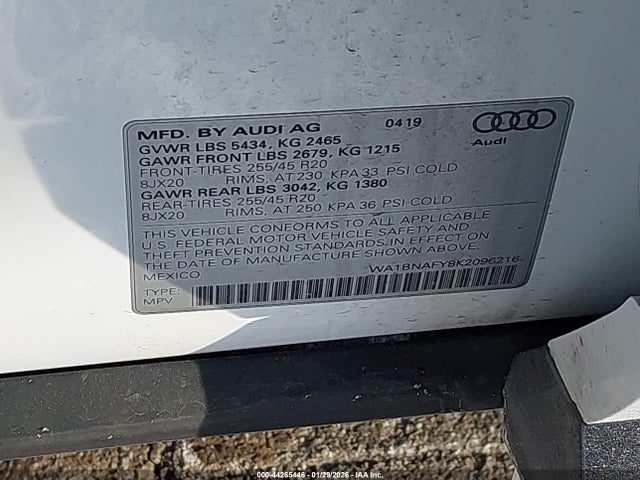 MFD. BY AUDI AG 0419
GVWR LBS 5434, KG 2465
GAWR FRONT LBS 2679, KG 1215
FRONT-TIRES 255/45 R20
8JX20 RIMS, AT 230 KPA 33 PSI COLD
GAWR REAR LBS 3042, KG 1380
REAR-TIRES 255/45 R20
8JX20 RIMS, AT 250 KPA 36 PSI COLD
Audi
THIS VEHICLE CONFORMS TO ALL APPLICABLE
U.S. FEDERAL MOTOR VEHICLE SAFETY AND
THEFT PREVENTION STANDARDS IN EFFECT ON
THE DATE OF MANUFACTURE SHOWN ABOVE.
MEXICO
*WA1BNAFY8K2096216*
TYPE:
MPV
000-44265446 - 01/29/2026 - IAAI.COM